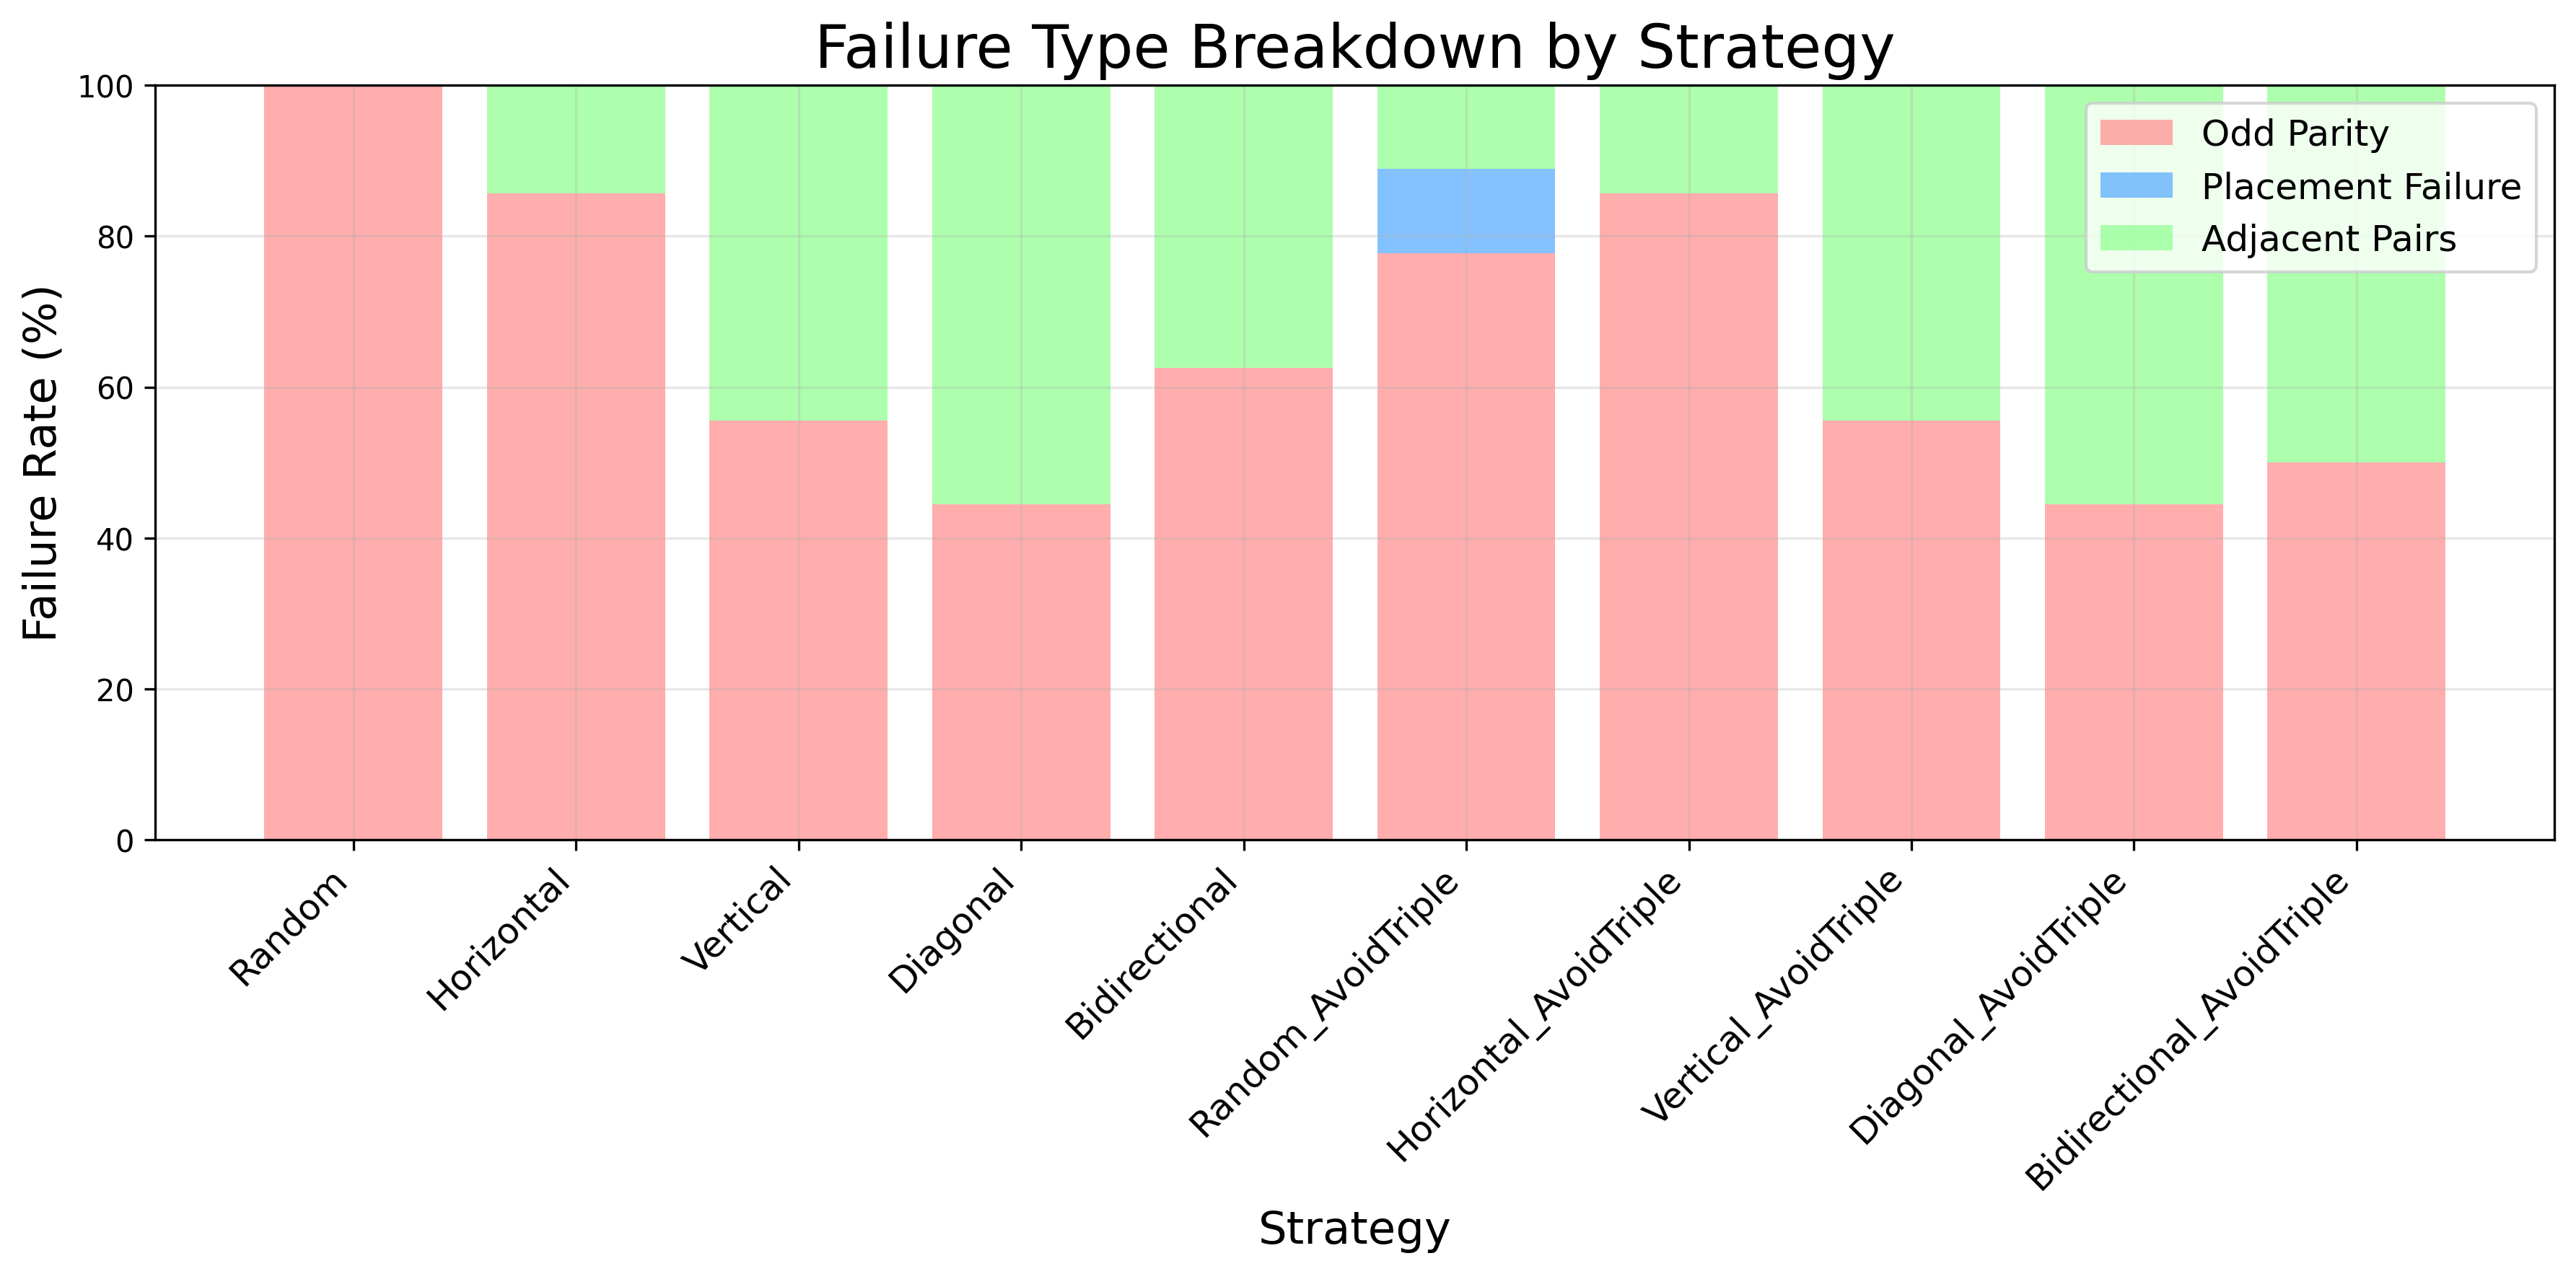 Failure Type Breakdown by Strategy
Failure Rate (%)
100
80
60
40
20
0
Odd Parity
Placement Failure
Adjacent Pairs
Random
Horizontal
Vertical
Diagonal
Bidirectional
Random_AvoidTriple
Horizontal_AvoidTriple
Vertical_AvoidTriple
Diagonal_AvoidTriple
Bidirectional_AvoidTriple
Strategy